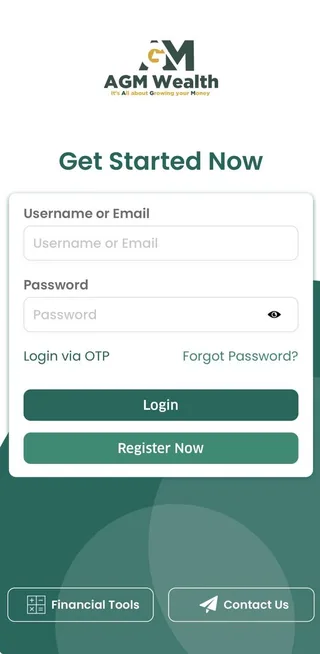 AGM
AGM Wealth
It's All about Growing your Money
Get Started Now
Username or Email
Username or Email
Password
Password
Login via OTP Forgot Password?
Login
Register Now
Financial Tools Contact Us